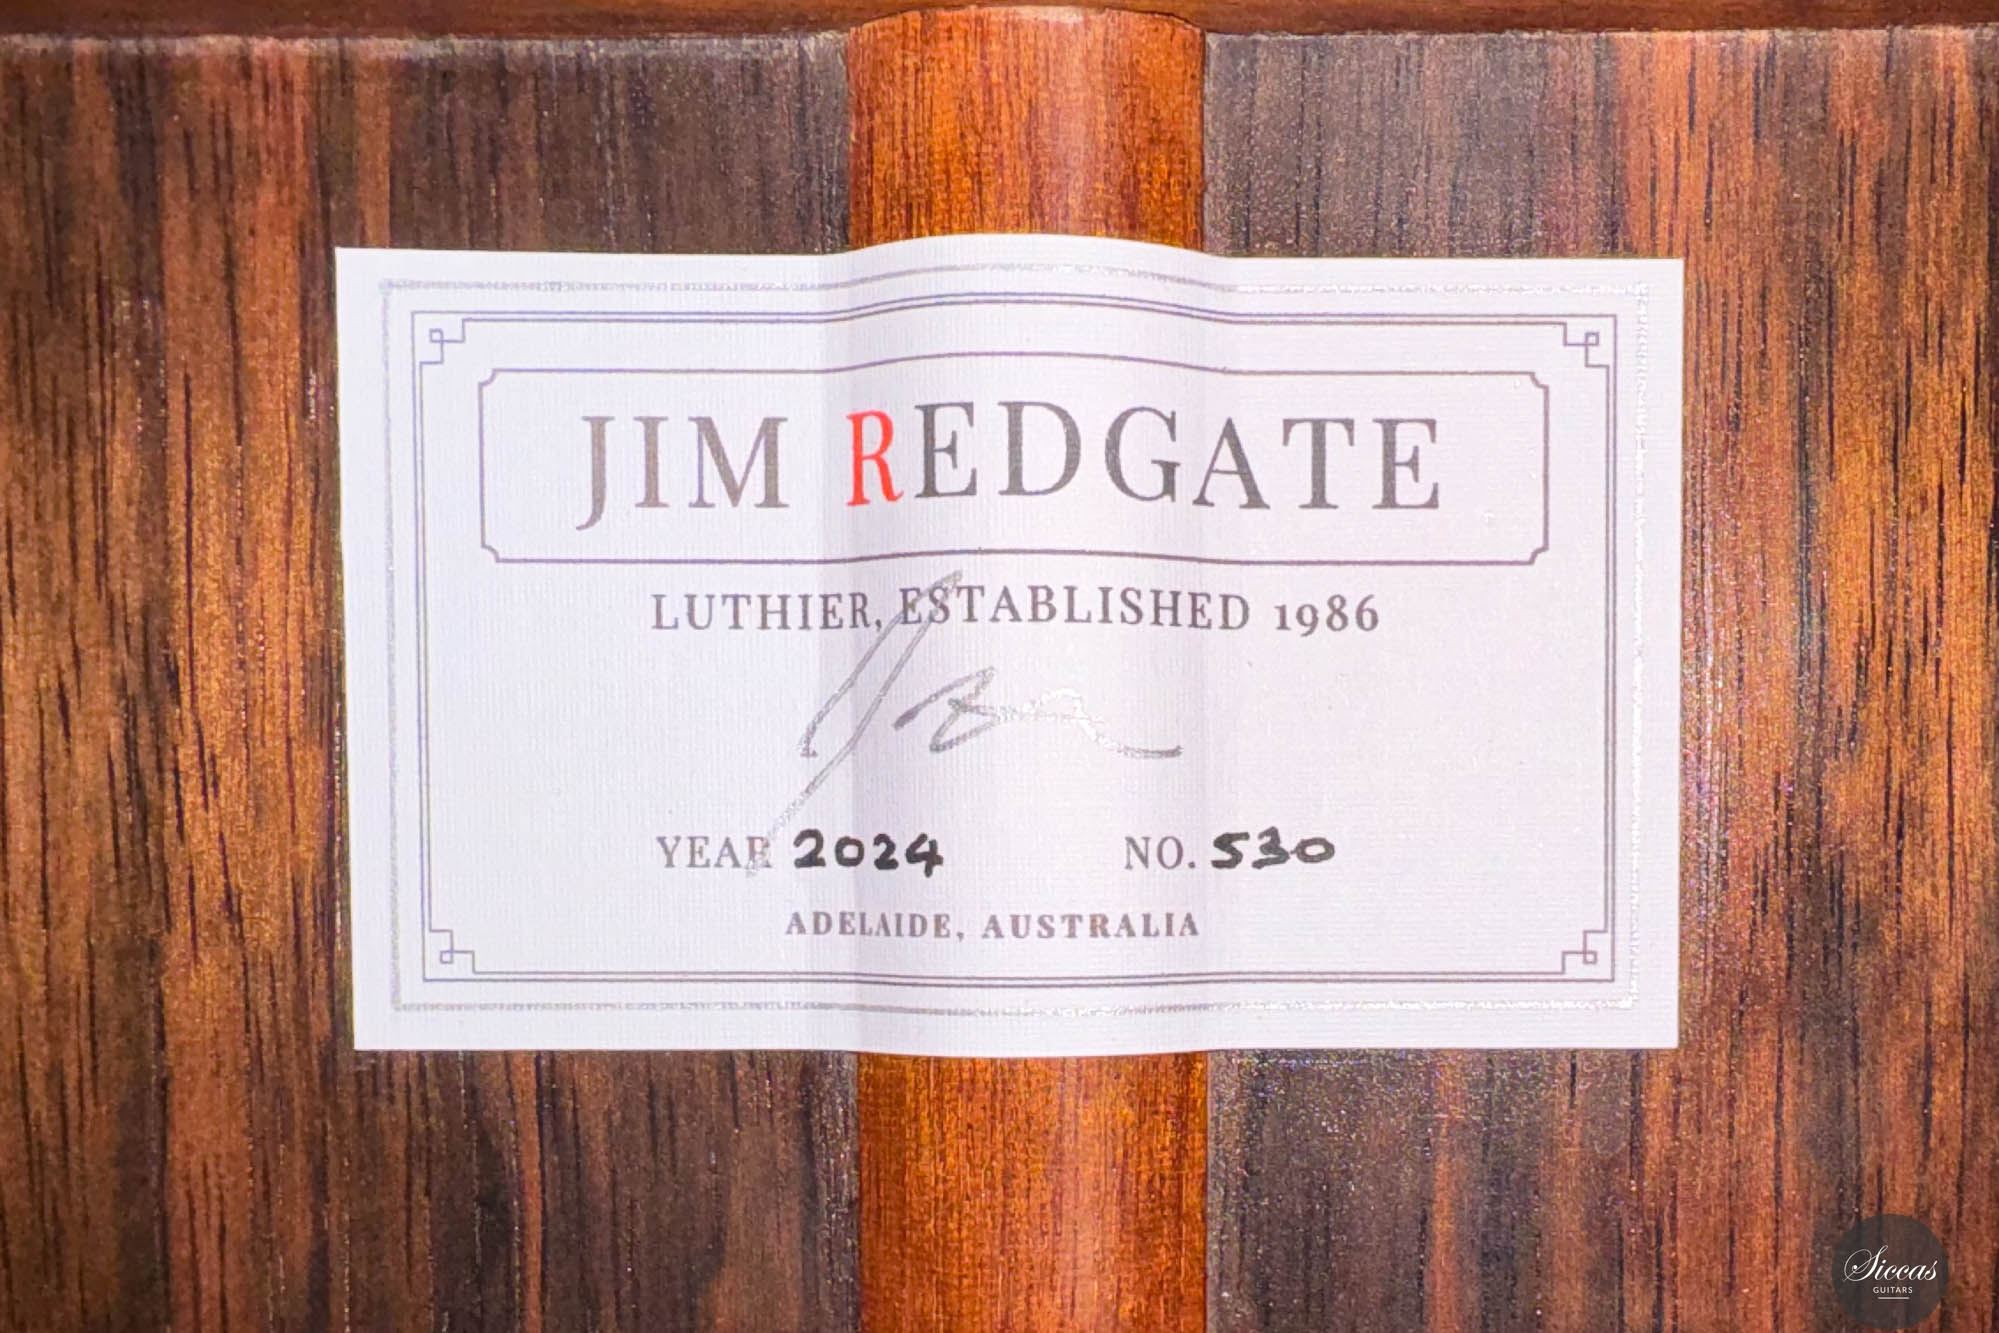 JIM REDGATE
LUTHIER, ESTABLISHED 1986
YEAR 2024 NO. 530
ADELAIDE, AUSTRALIA
Siccas
GUITARS